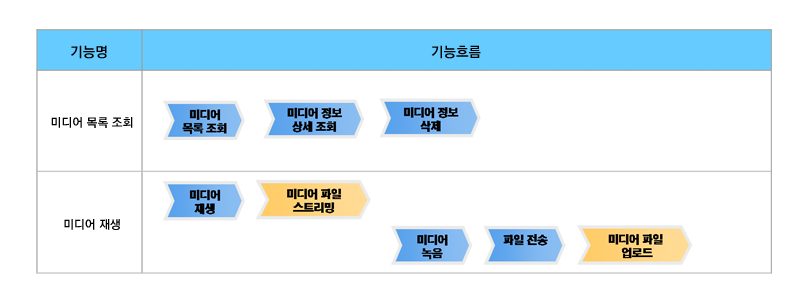 기능명
기능흐름
미디어 목록 조회
미디어
목록 조회
미디어 정보
상세 조회
미디어 정보
삭제
미디어 재생
미디어
재생
미디어 파일
스트리밍
미디어
녹음
파일 전송
미디어 파일
업로드